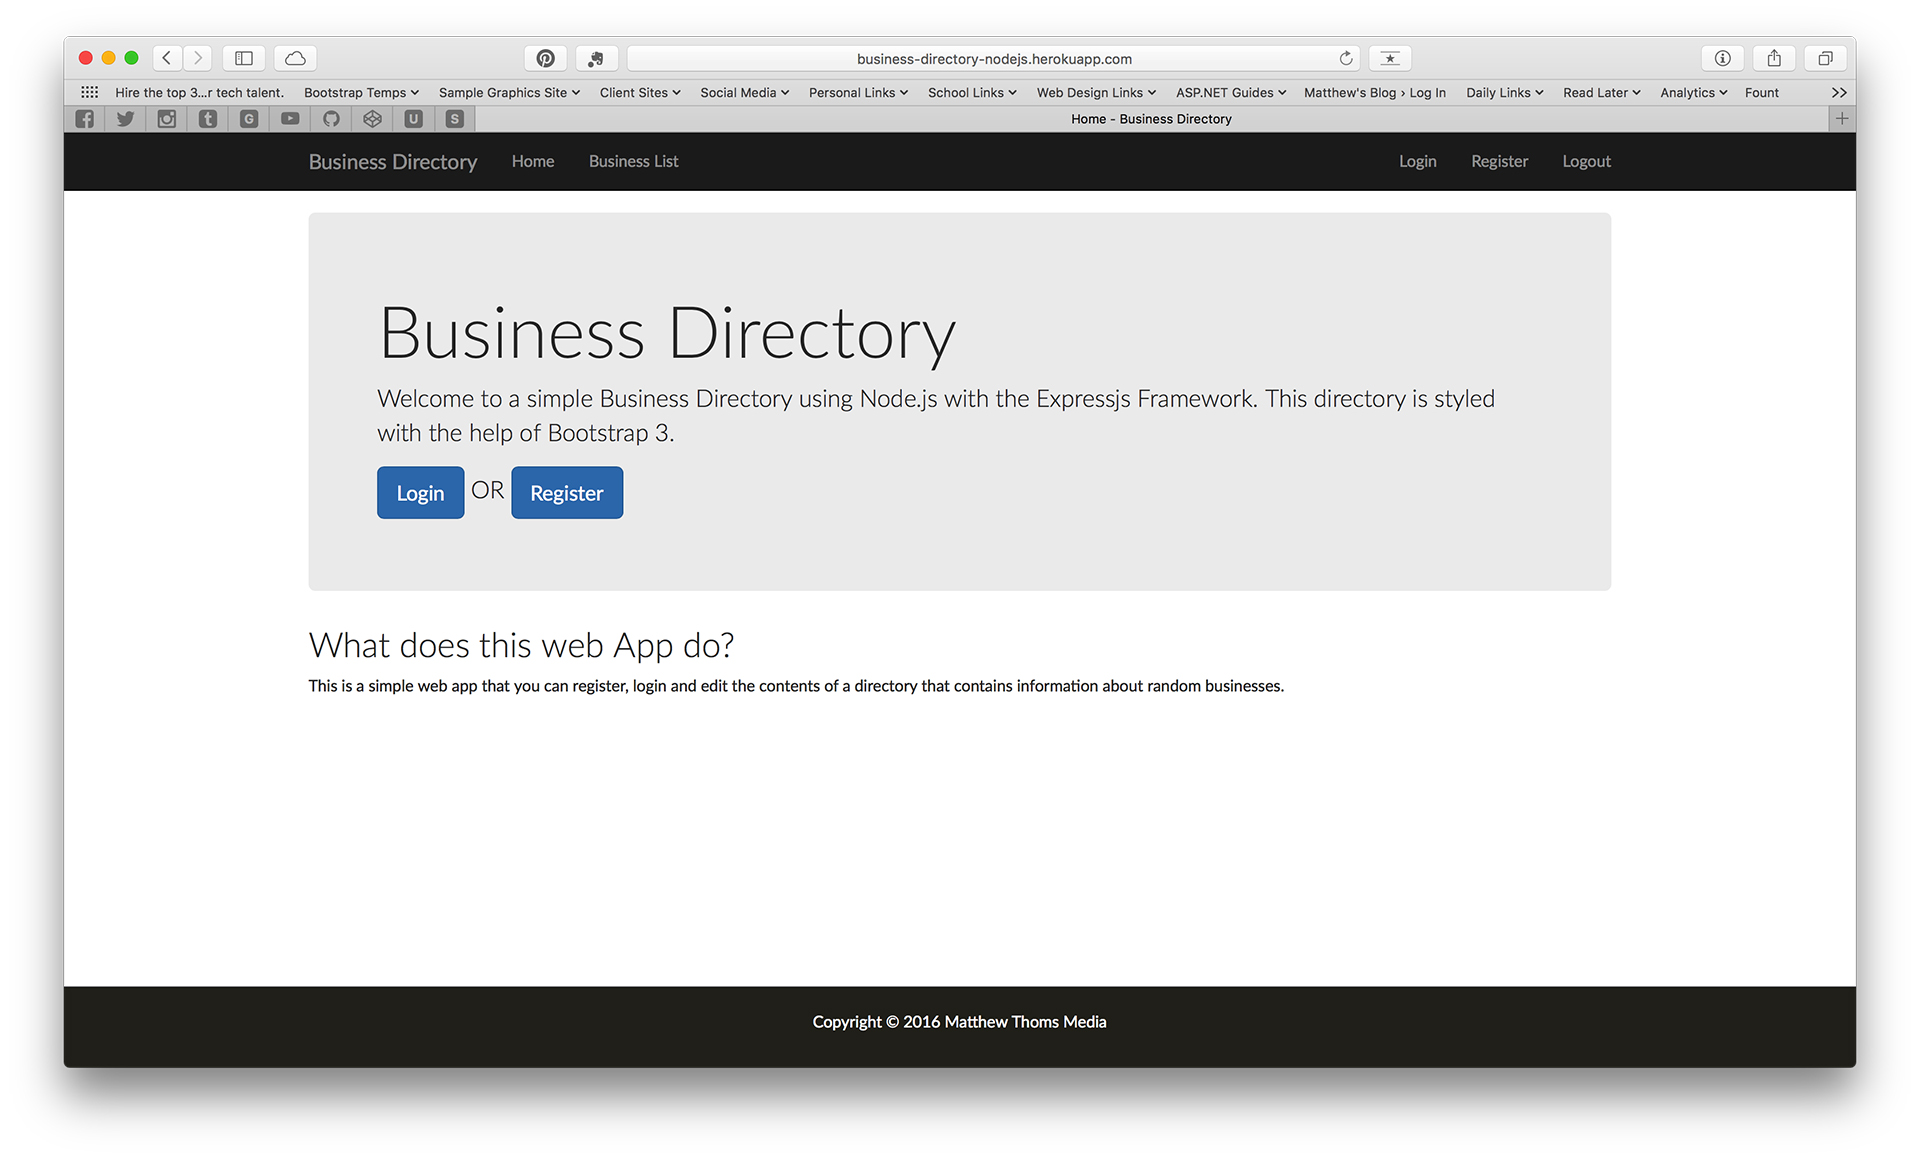 business-directory-nodejs.herokuapp.com
Hire the top 3...r tech talent. Bootstrap Temps Sample Graphics Site Client Sites Social Media Personal Links School Links Web Design Links ASP.NET Guides Matthew's Blog › Log In Daily Links Read Later Analytics Fount
t G U S Home - Business Directory
Business Directory Home Business List Login Register Logout
Business Directory
Welcome to a simple Business Directory using Node.js with the Expressjs Framework. This directory is styled
with the help of Bootstrap 3.
Login OR Register
What does this web App do?
This is a simple web app that you can register, login and edit the contents of a directory that contains information about random businesses.
Copyright © 2016 Matthew Thoms Media